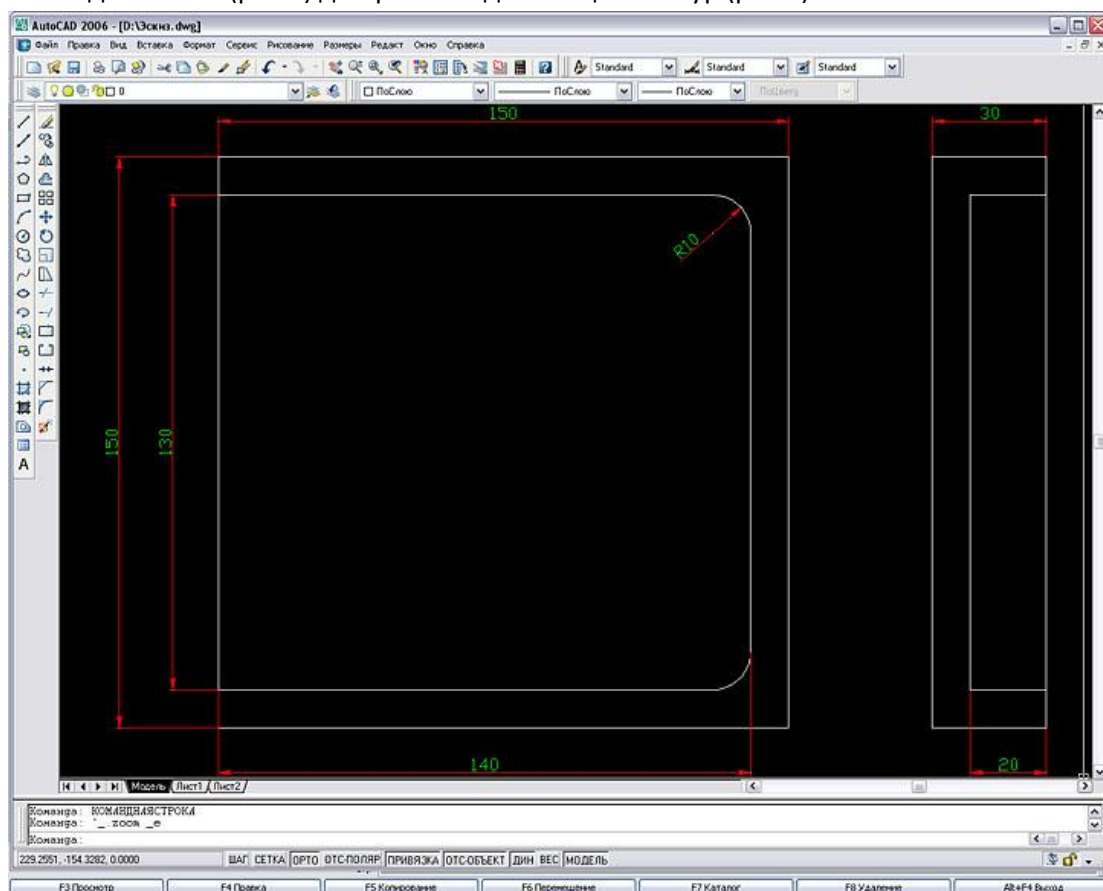 AutoCAD 2006 - [D:\Эскиз.dwg]
Файл Правка Вид Вставка Формат Сервис Рисование Размеры Редакт Окно Справка
Standard Standard Standard
0 ПоСлою ПоСлою ПоСлою
150 30
R10
150 130
140 20
Модель Лист1 Лист2
Команда: КОМАНДНАЯСТРОКА
Команда: '_.zoom _e
Команда:
229.2551, -154.3282, 0.0000 ШАГ СЕТКА ОРТО ОТС-ПОЛЯР ПРИВЯЗКА ОТС-ОБЪЕКТ ДИН ВЕС МОДЕЛЬ
F3 Просмотр F4 Правка F5 Копирование F6 Перемещение F7 Каталог F8 Удаление Alt+F4 Выход